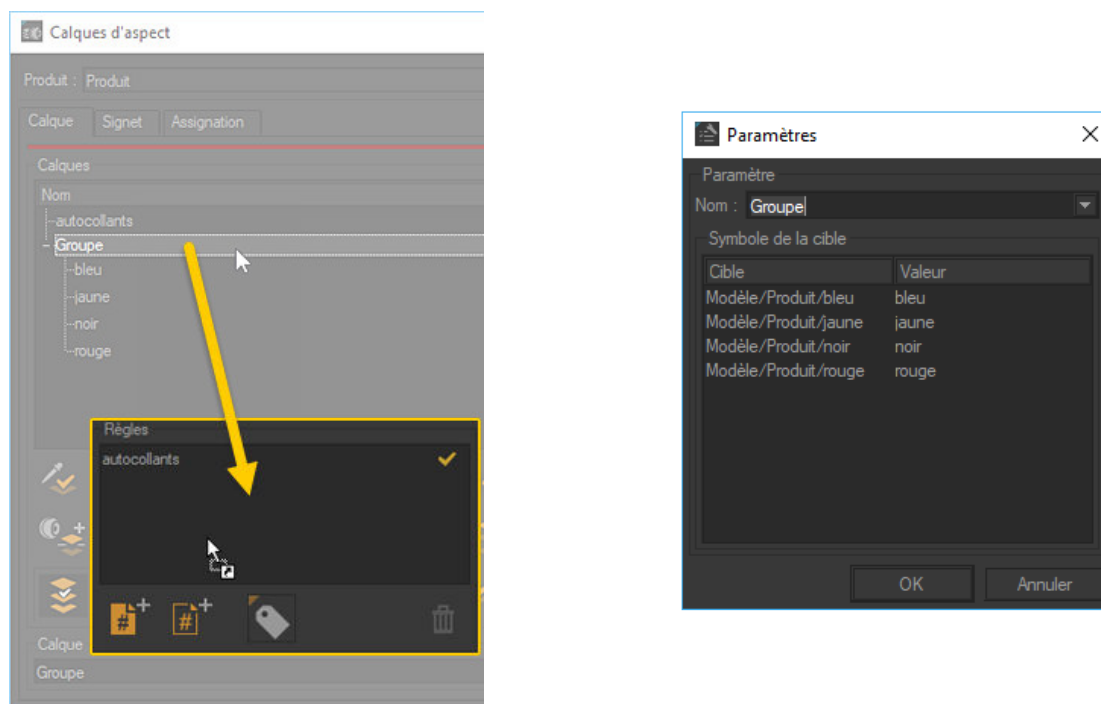 Calques d'aspect
Produit : Produit
Calque Signet Assignation
Calques
Nom
autocollants
Groupe
bleu
jaune
noir
rouge
Règles
autocollants
Calque
Groupe
Paramètres
Paramètre
Nom : Groupe
Symbole de la cible
Cible Valeur
Modèle/Produit/bleu bleu
Modèle/Produit/jaune jaune
Modèle/Produit/noir noir
Modèle/Produit/rouge rouge
OK Annuler